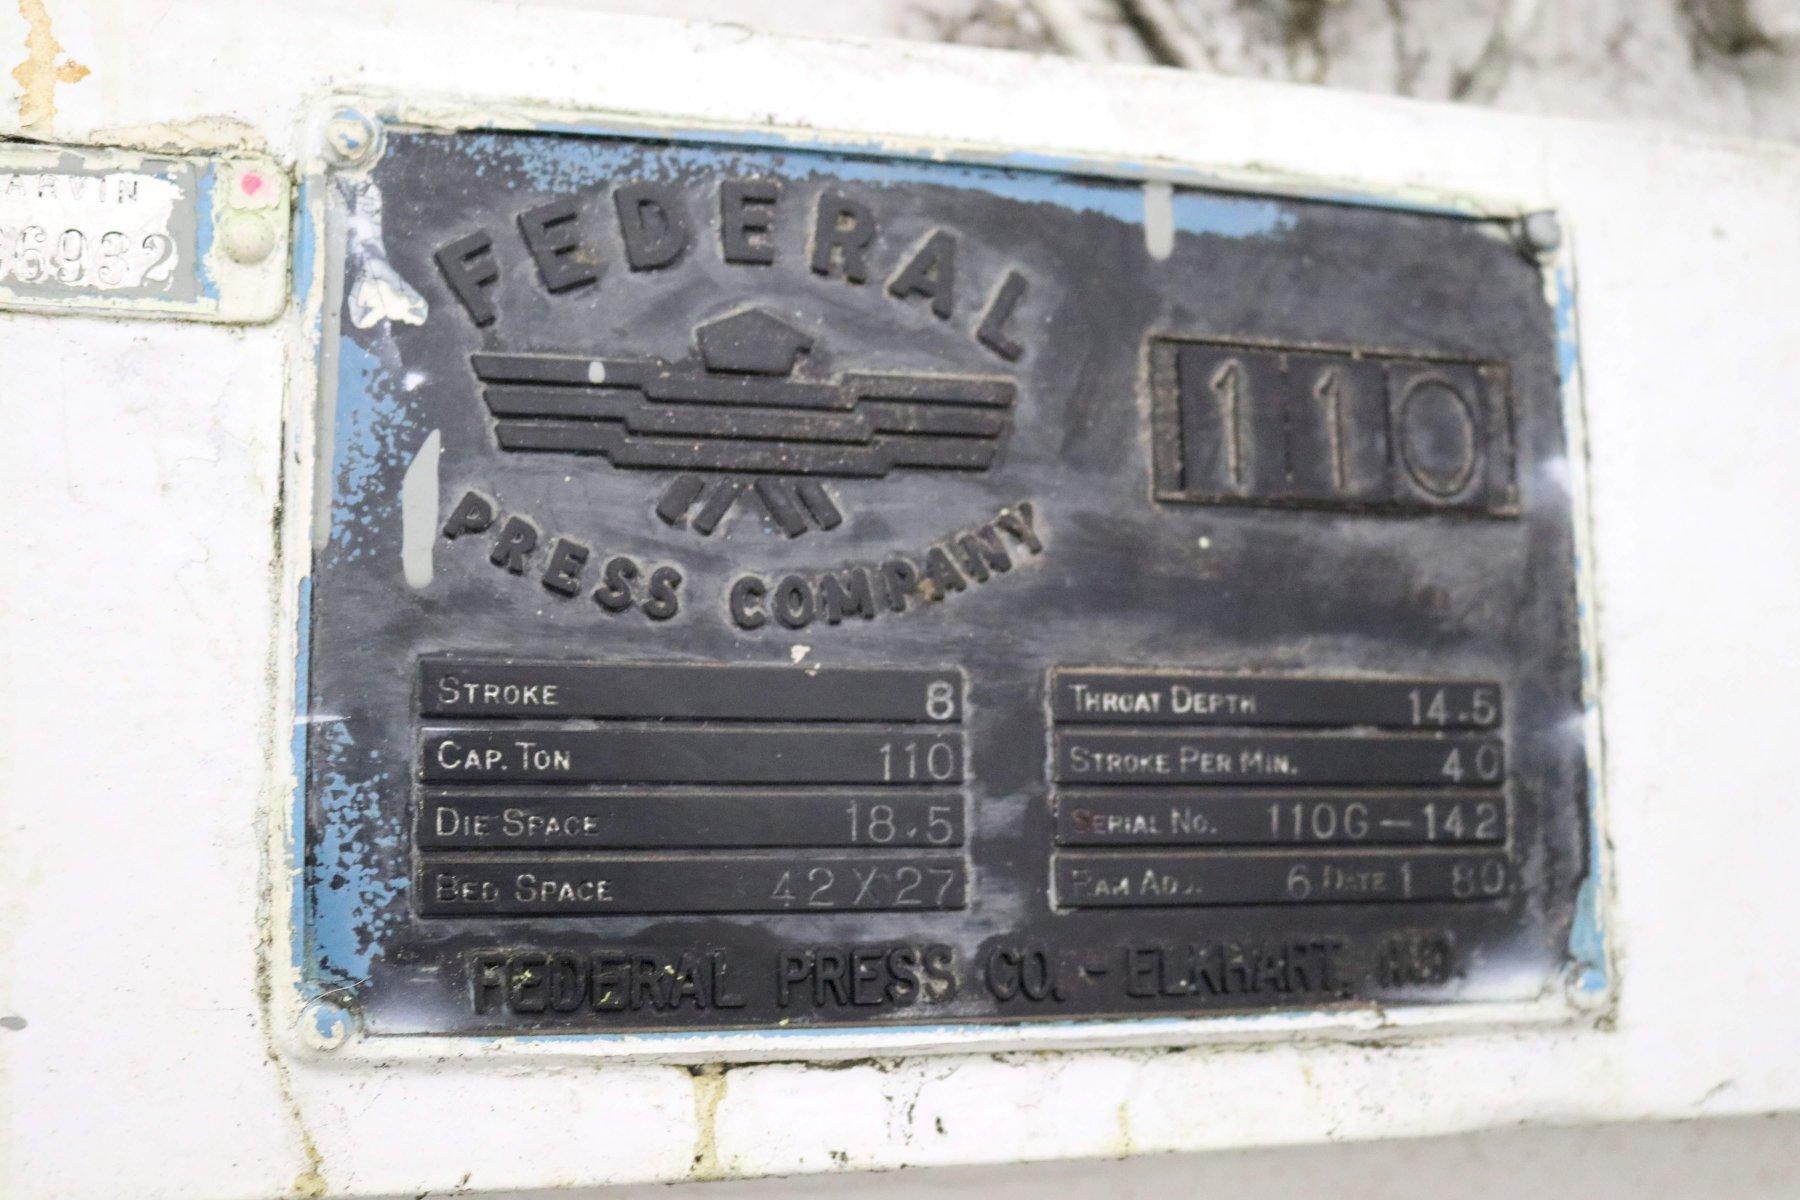 FEDERAL
PRESS COMPANY
110
STROKE 8
CAP. TON 110
DIE SPACE 18.5
BED SPACE 42 X 27
THROAT DEPTH 14.5
STROKE PER MIN. 40
SERIAL NO. 110G-142
RAM ADJ. 6 DATE 1 80
FEDERAL PRESS CO. - ELKHART, IND.
ARVIN
6932